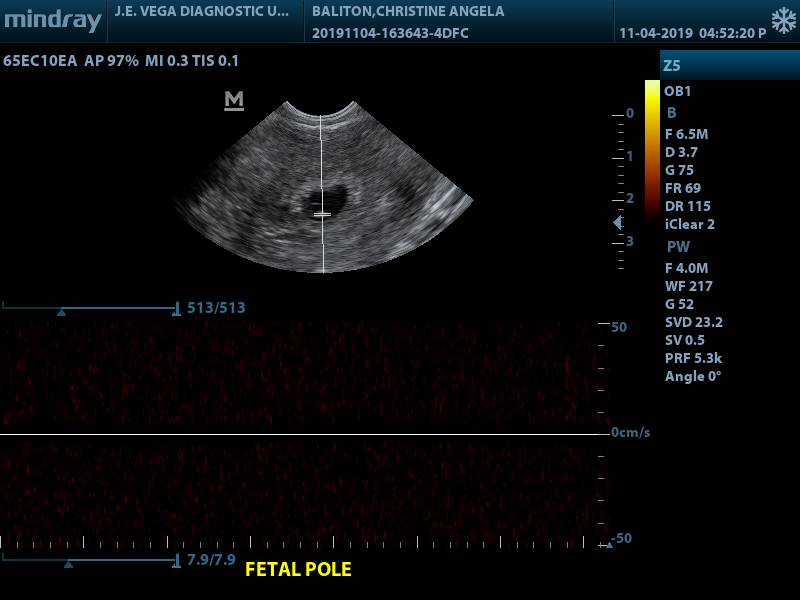 mindray
J.E. VEGA DIAGNOSTIC U...
BALITON,CHRISTINE ANGELA
20191104-163643-4DFC
11-04-2019 04:52:20 P
65EC10EA AP 97% MI 0.3 TIS 0.1
M
Z5
OB1
B
F 6.5M
D 3.7
G 75
FR 69
DR 115
iClear 2
PW
F 4.0M
WF 217
G 52
SVD 23.2
SV 0.5
PRF 5.3k
Angle 0°
0
1
2
3
513/513
50
0cm/s
-50
7.9/7.9
FETAL POLE